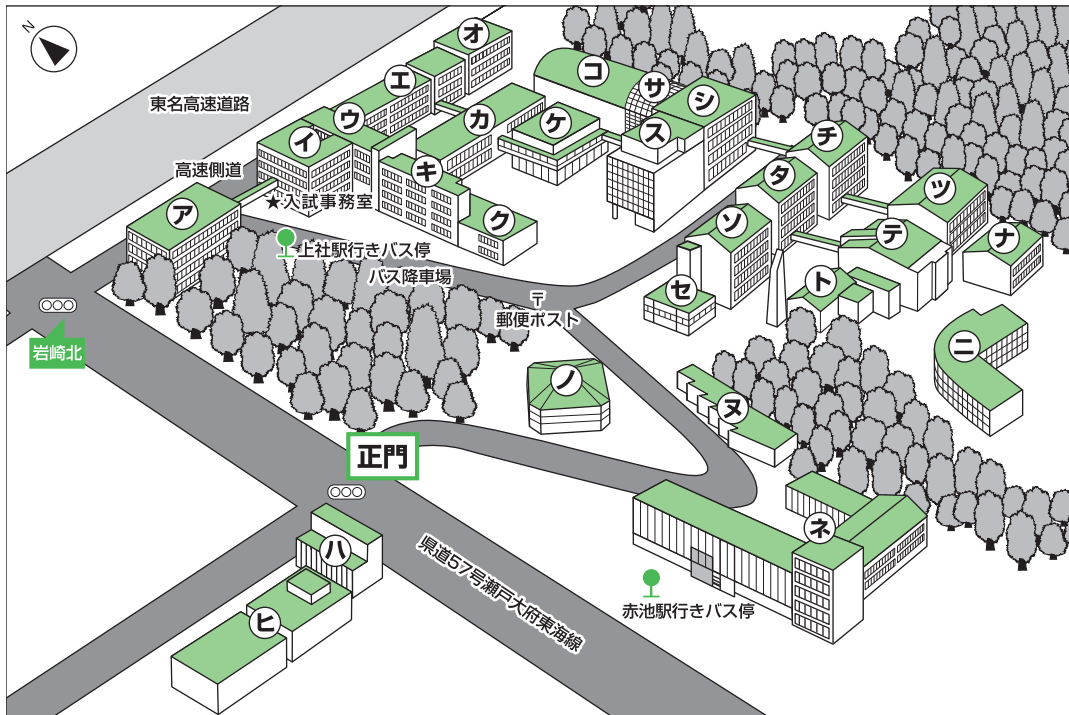 N
東名高速道路
高速側道
★入試事務室
上社駅行きバス停
バス降車場
〒
郵便ポスト
岩崎北
正門
県道57号瀬戸大府東海線
赤池駅行きバス停
ア
イ
ウ
エ
オ
カ
キ
ク
ケ
コ
サ
シ
ス
セ
ソ
タ
チ
ツ
テ
ト
ナ
ニ
ヌ
ネ
ノ
ハ
ヒ